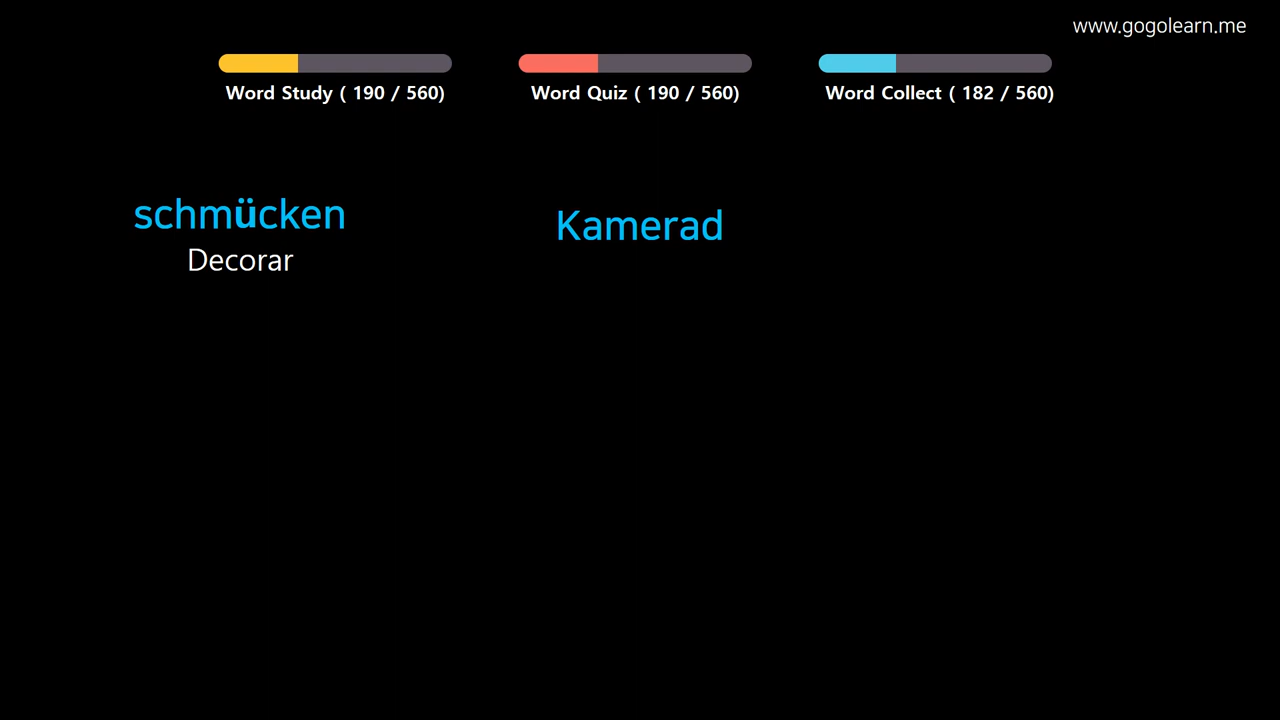 www.gogolearn.me
Word Study ( 190 / 560)
Word Quiz ( 190 / 560)
Word Collect ( 182 / 560)
schmücken
Decorar
Kamerad